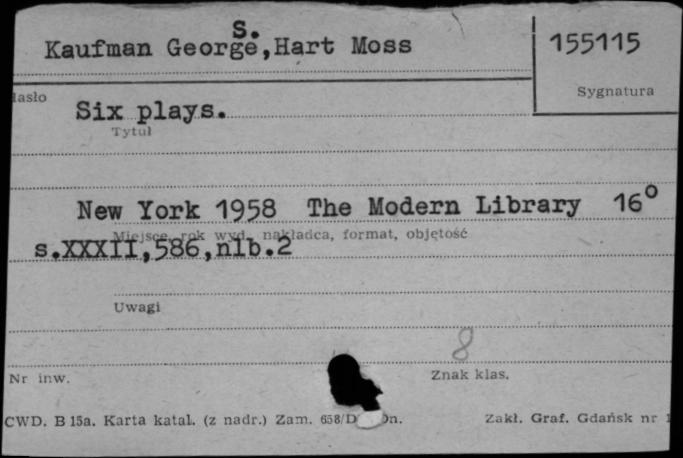 S.
Kaufman George, Hart Moss
155115
Hasło
Sygnatura
Six plays.
Tytuł
New York 1958 The Modern Library 16°
Miejsce, rok wyd., nakładca, format, objętość
s.XXXII,586,nlb.2
Uwagi
8
Nr inw.
Znak klas.
CWD. B 15a. Karta katal. (z nadr.) Zam. 658/D
Zakł. Graf. Gdańsk nr 1